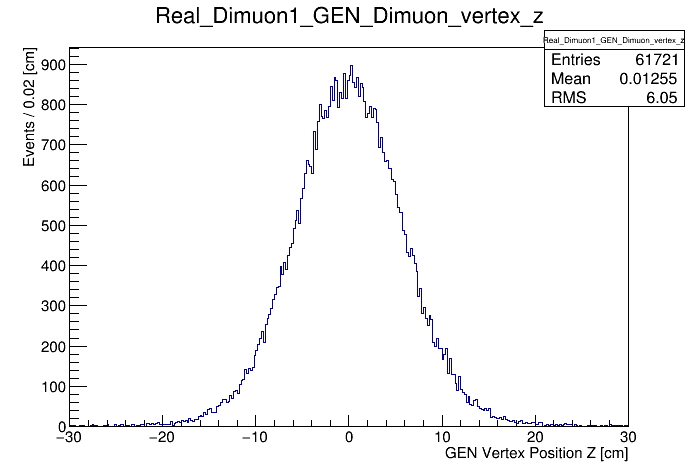 Real_Dimuon1_GEN_Dimuon_vertex_z
Real_Dimuon1_GEN_Dimuon_vertex_z
Entries 61721
Mean 0.01255
RMS 6.05
Events / 0.02 [cm]
900
800
700
600
500
400
300
200
100
0
−30 −20 −10 0 10 20 30
GEN Vertex Position Z [cm]